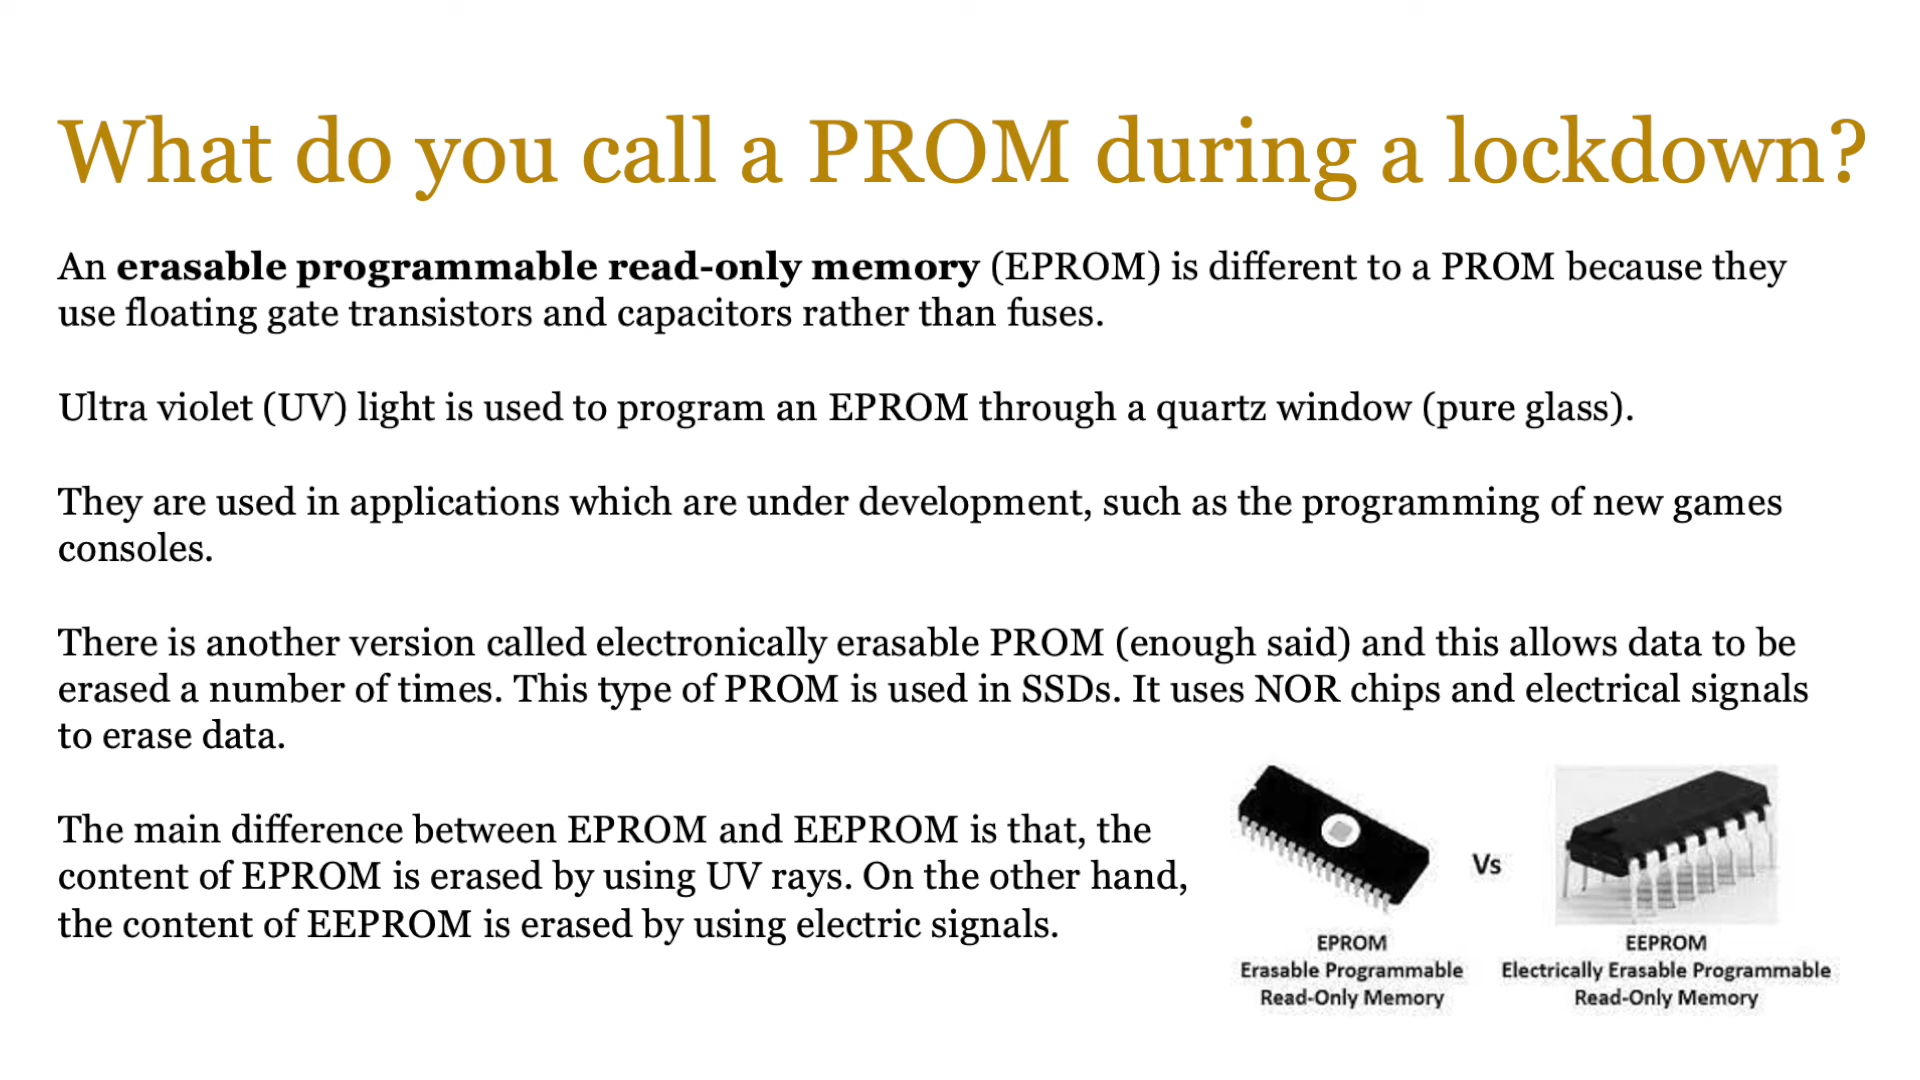 What do you call a PROM during a lockdown?
An erasable programmable read-only memory (EPROM) is different to a PROM because they
use floating gate transistors and capacitors rather than fuses.
Ultra violet (UV) light is used to program an EPROM through a quartz window (pure glass).
They are used in applications which are under development, such as the programming of new games
consoles.
There is another version called electronically erasable PROM (enough said) and this allows data to be
erased a number of times. This type of PROM is used in SSDs. It uses NOR chips and electrical signals
to erase data.
The main difference between EPROM and EEPROM is that, the
content of EPROM is erased by using UV rays. On the other hand,
the content of EEPROM is erased by using electric signals.
Vs
EPROM
Erasable Programmable
Read-Only Memory
EEPROM
Electrically Erasable Programmable
Read-Only Memory